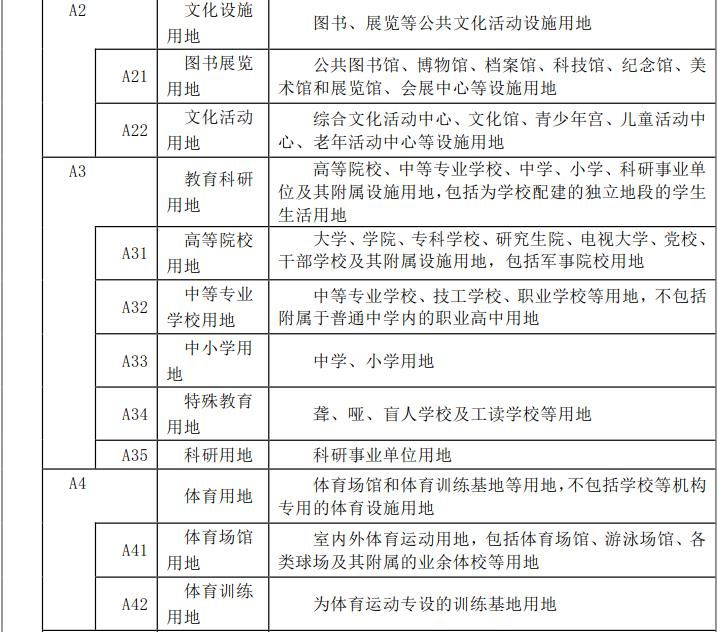 A2
文化设施
用地
图书、展览等公共文化活动设施用地
A21
图书展览
用地
公共图书馆、博物馆、档案馆、科技馆、纪念馆、美
术馆和展览馆、会展中心等设施用地
A22
文化活动
用地
综合文化活动中心、文化馆、青少年宫、儿童活动中
心、老年活动中心等设施用地
A3
教育科研
用地
高等院校、中等专业学校、中学、小学、科研事业单
位及其附属设施用地,包括为学校配建的独立地段的学生
生活用地
A31
高等院校
用地
大学、学院、专科学校、研究生院、电视大学、党校、
干部学校及其附属设施用地，包括军事院校用地
A32
中等专业
学校用地
中等专业学校、技工学校、职业学校等用地，不包括
附属于普通中学内的职业高中用地
A33
中小学用
地
中学、小学用地
A34
特殊教育
用地
聋、哑、盲人学校及工读学校等用地
A35
科研用地
科研事业单位用地
A4
体育用地
体育场馆和体育训练基地等用地,不包括学校等机构
专用的体育设施用地
A41
体育场馆
用地
室内外体育运动用地，包括体育场馆、游泳场馆、各
类球场及其附属的业余体校等用地
A42
体育训练
用地
为体育运动专设的训练基地用地